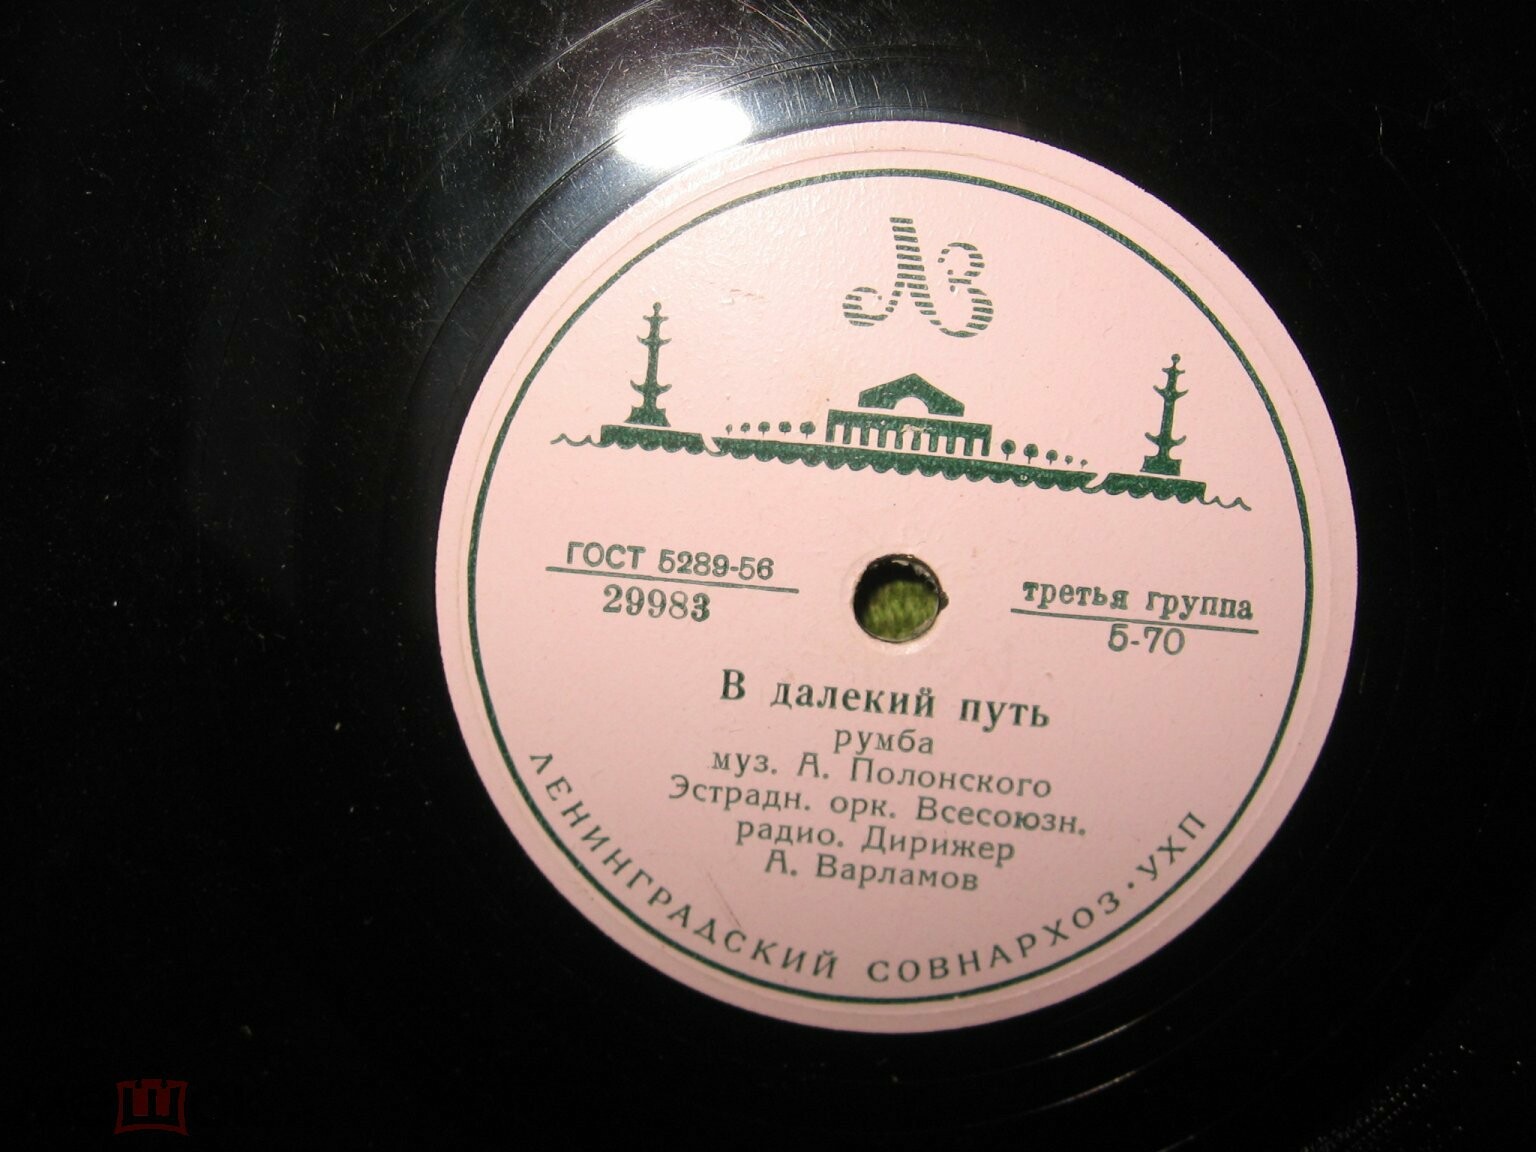 ЛЗ
ГОСТ 5289-56
29983
третья группа
5-70
В далекий путь
румба
муз. А. Полонского
Эстрадн. орк. Всесоюзн.
радио. Дирижер
А. Варламов
ЛЕНИНГРАДСКИЙ СОВНАРХОЗ · УХП